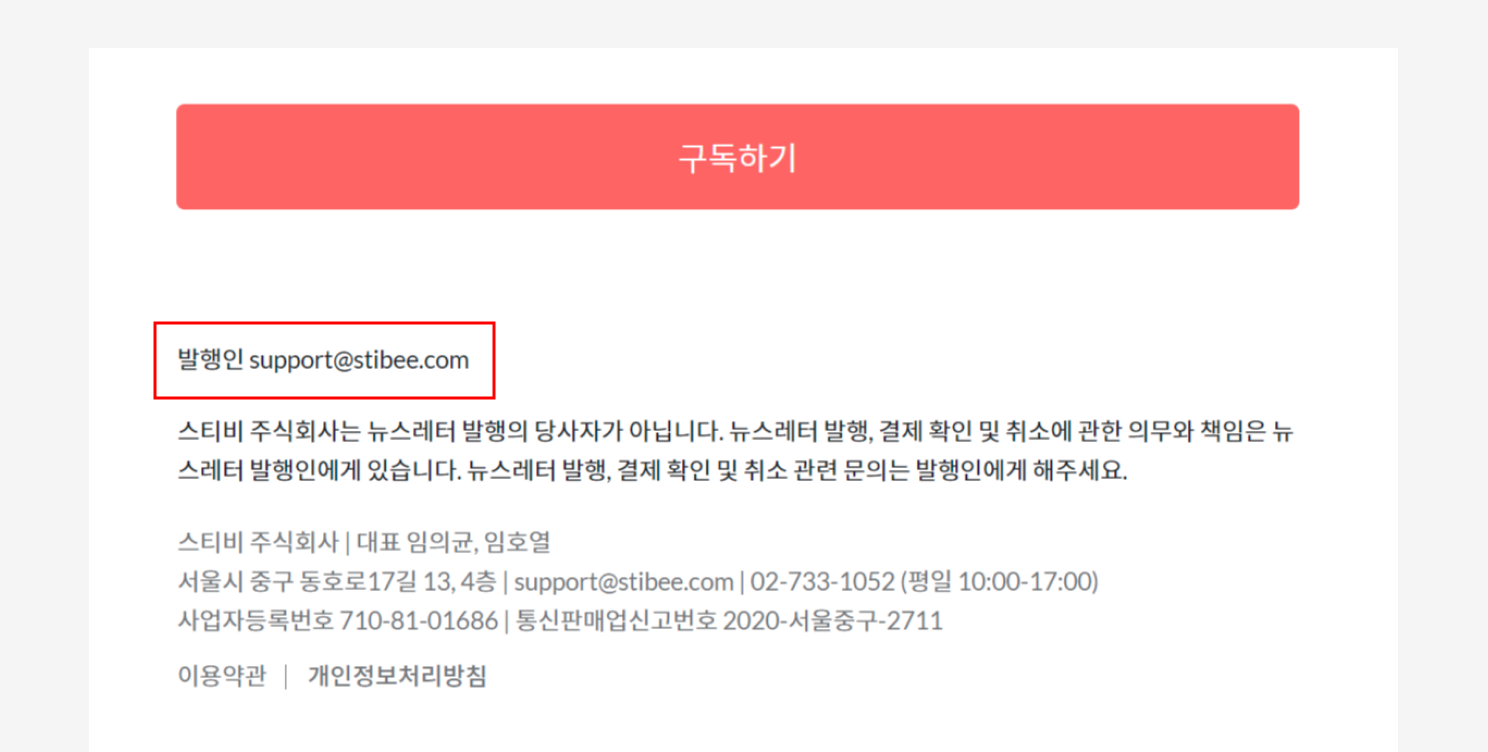 구독하기
발행인 support@stibee.com
스티비 주식회사는 뉴스레터 발행의 당사자가 아닙니다. 뉴스레터 발행, 결제 확인 및 취소에 관한 의무와 책임은 뉴
스레터 발행인에게 있습니다. 뉴스레터 발행, 결제 확인 및 취소 관련 문의는 발행인에게 해주세요.
스티비 주식회사 | 대표 임의균, 임호열
서울시 중구 동호로17길 13, 4층 | support@stibee.com | 02-733-1052 (평일 10:00-17:00)
사업자등록번호 710-81-01686 | 통신판매업신고번호 2020-서울중구-2711
이용약관 | 개인정보처리방침